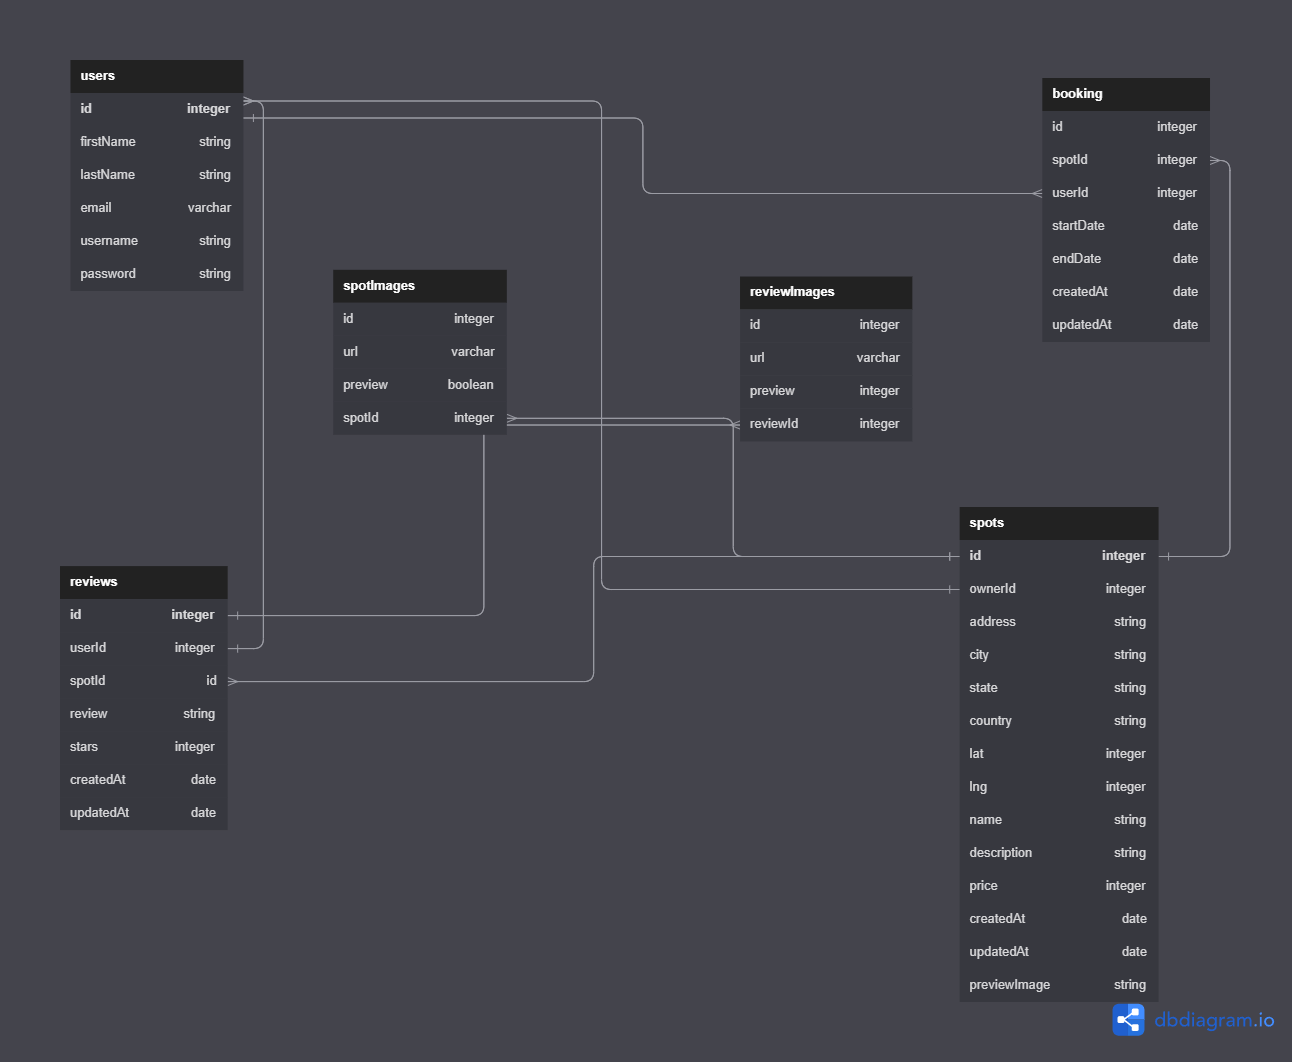 users
id integer
firstName string
lastName string
email varchar
username string
password string
booking
id integer
spotId integer
userId integer
startDate date
endDate date
createdAt date
updatedAt date
spotImages
id integer
url varchar
preview boolean
spotId integer
reviewImages
id integer
url varchar
preview integer
reviewId integer
spots
id integer
ownerId integer
address string
city string
state string
country string
lat integer
lng integer
name string
description string
price integer
createdAt date
updatedAt date
previewImage string
reviews
id integer
userId integer
spotId id
review string
stars integer
createdAt date
updatedAt date
dbdiagram.io